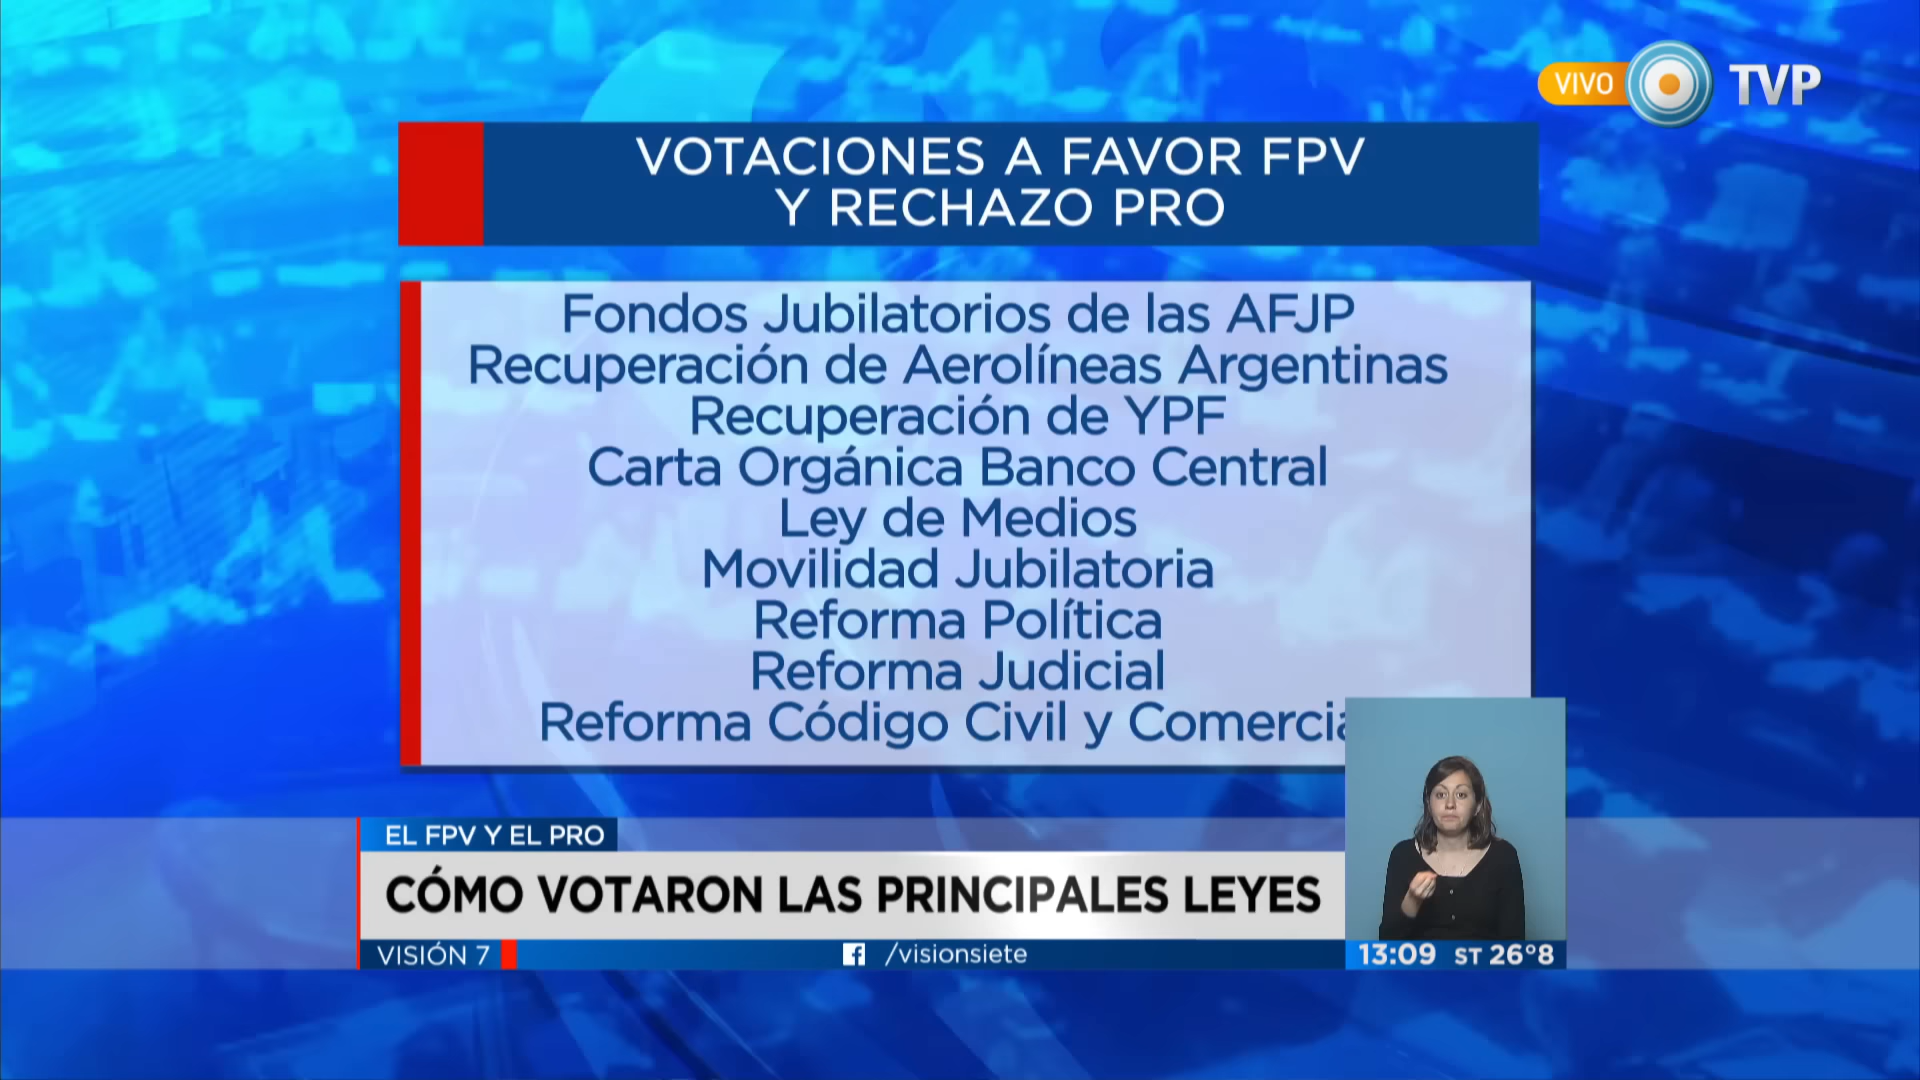 VIVO TVP
VOTACIONES A FAVOR FPV
Y RECHAZO PRO
Fondos Jubilatorios de las AFJP
Recuperación de Aerolíneas Argentinas
Recuperación de YPF
Carta Orgánica Banco Central
Ley de Medios
Movilidad Jubilatoria
Reforma Política
Reforma Judicial
Reforma Código Civil y Comercia
EL FPV Y EL PRO
CÓMO VOTARON LAS PRINCIPALES LEYES
VISIÓN 7 /visionsiete 13:09 ST 26°8